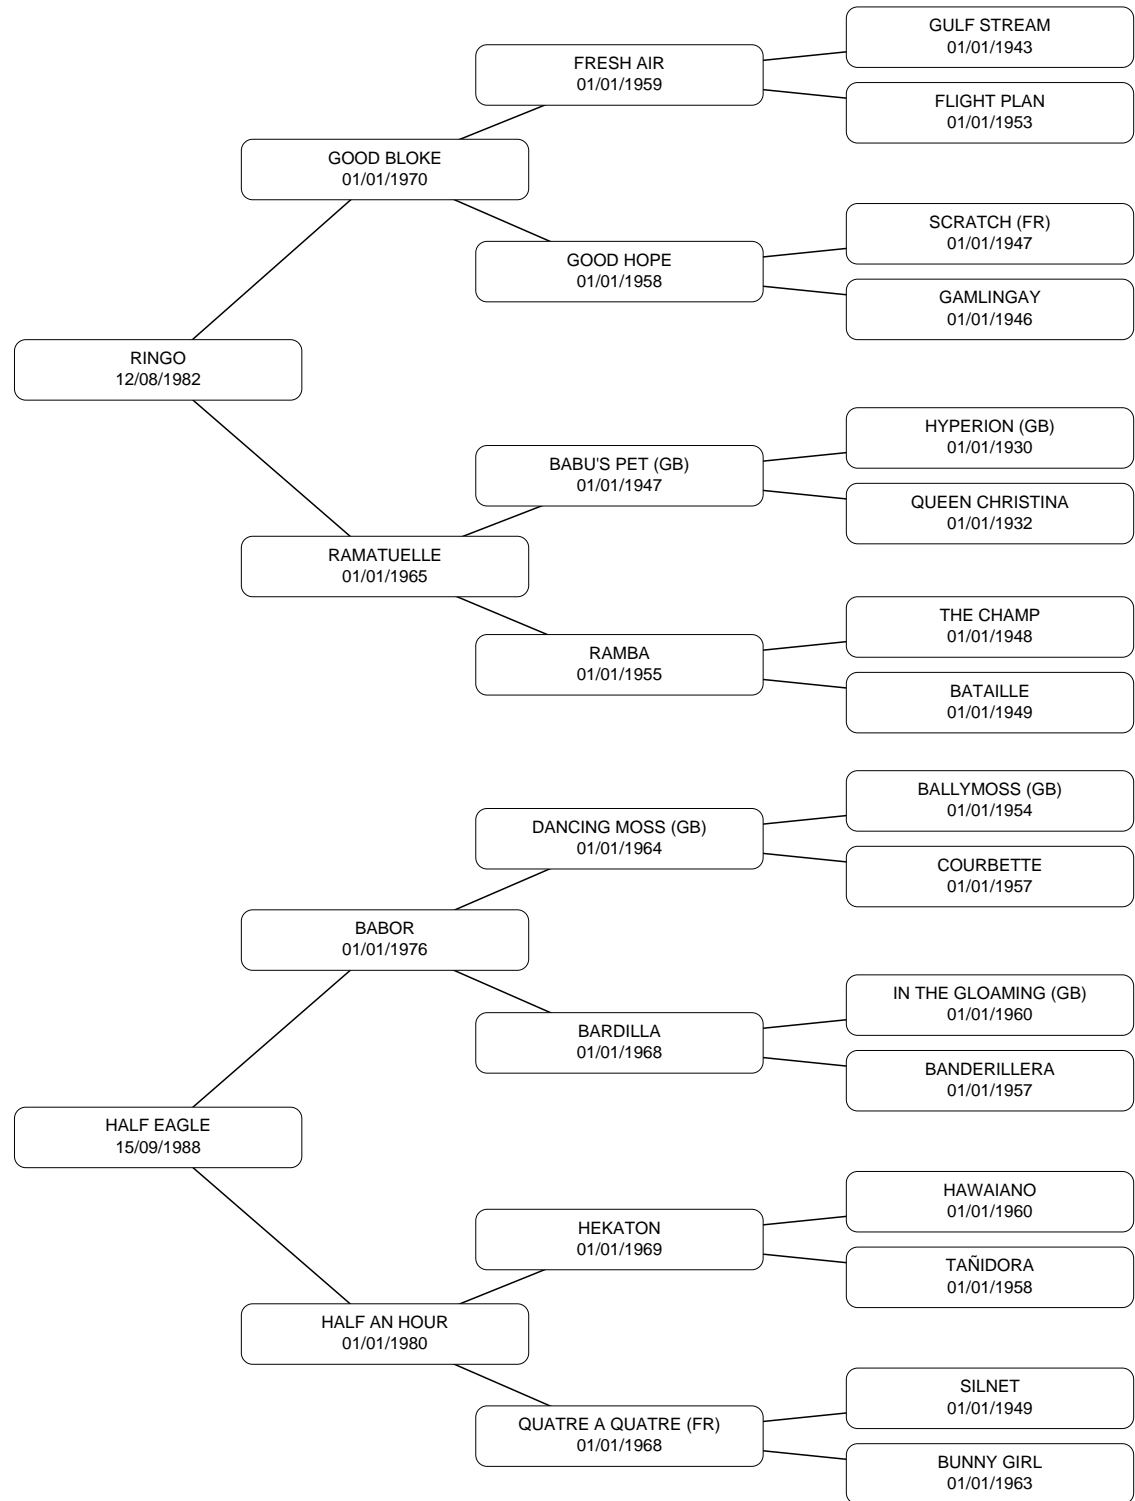 GULF STREAM
01/01/1943
FRESH AIR
01/01/1959
FLIGHT PLAN
01/01/1953
GOOD BLOKE
01/01/1970
SCRATCH (FR)
01/01/1947
GOOD HOPE
01/01/1958
GAMLINGAY
01/01/1946
RINGO
12/08/1982
HYPERION (GB)
01/01/1930
BABU'S PET (GB)
01/01/1947
QUEEN CHRISTINA
01/01/1932
RAMATUELLE
01/01/1965
THE CHAMP
01/01/1948
RAMBA
01/01/1955
BATAILLE
01/01/1949
BALLYMOSS (GB)
01/01/1954
DANCING MOSS (GB)
01/01/1964
COURBETTE
01/01/1957
BABOR
01/01/1976
IN THE GLOAMING (GB)
01/01/1960
BARDILLA
01/01/1968
BANDERILLERA
01/01/1957
HALF EAGLE
15/09/1988
HAWAIANO
01/01/1960
HEKATON
01/01/1969
TAÑIDORA
01/01/1958
HALF AN HOUR
01/01/1980
SILNET
01/01/1949
QUATRE A QUATRE (FR)
01/01/1968
BUNNY GIRL
01/01/1963